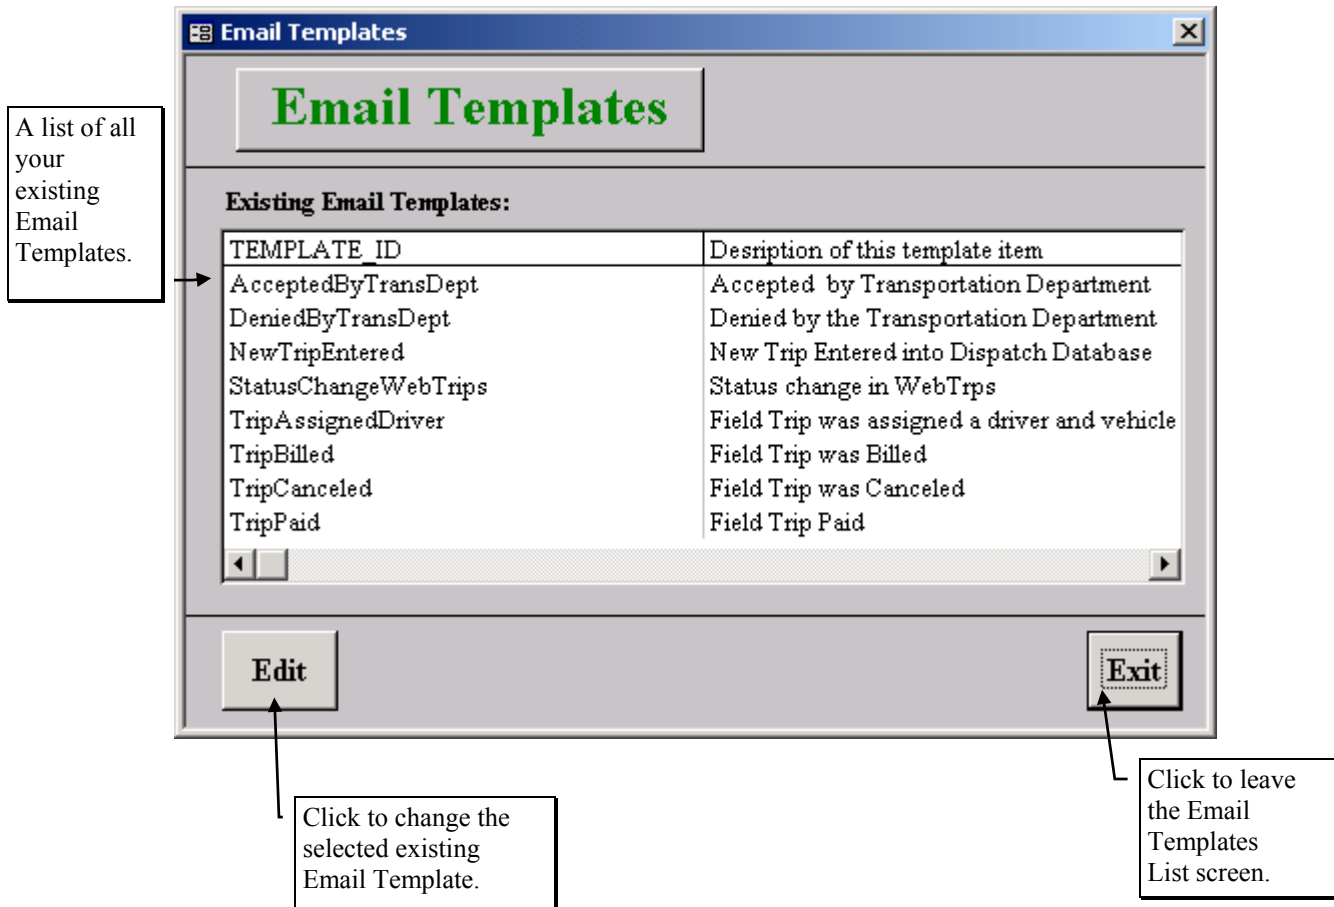 Email Templates
Email Templates
A list of all
your
existing
Email
Templates.
Existing Email Templates:
TEMPLATE_ID Desription of this template item
AcceptedByTransDept Accepted by Transportation Department
DeniedByTransDept Denied by the Transportation Department
NewTripEntered New Trip Entered into Dispatch Database
StatusChangeWebTrips Status change in WebTrps
TripAssignedDriver Field Trip was assigned a driver and vehicle
TripBilled Field Trip was Billed
TripCanceled Field Trip was Canceled
TripPaid Field Trip Paid
Edit Exit
Click to change the
selected existing
Email Template.
Click to leave
the Email
Templates
List screen.